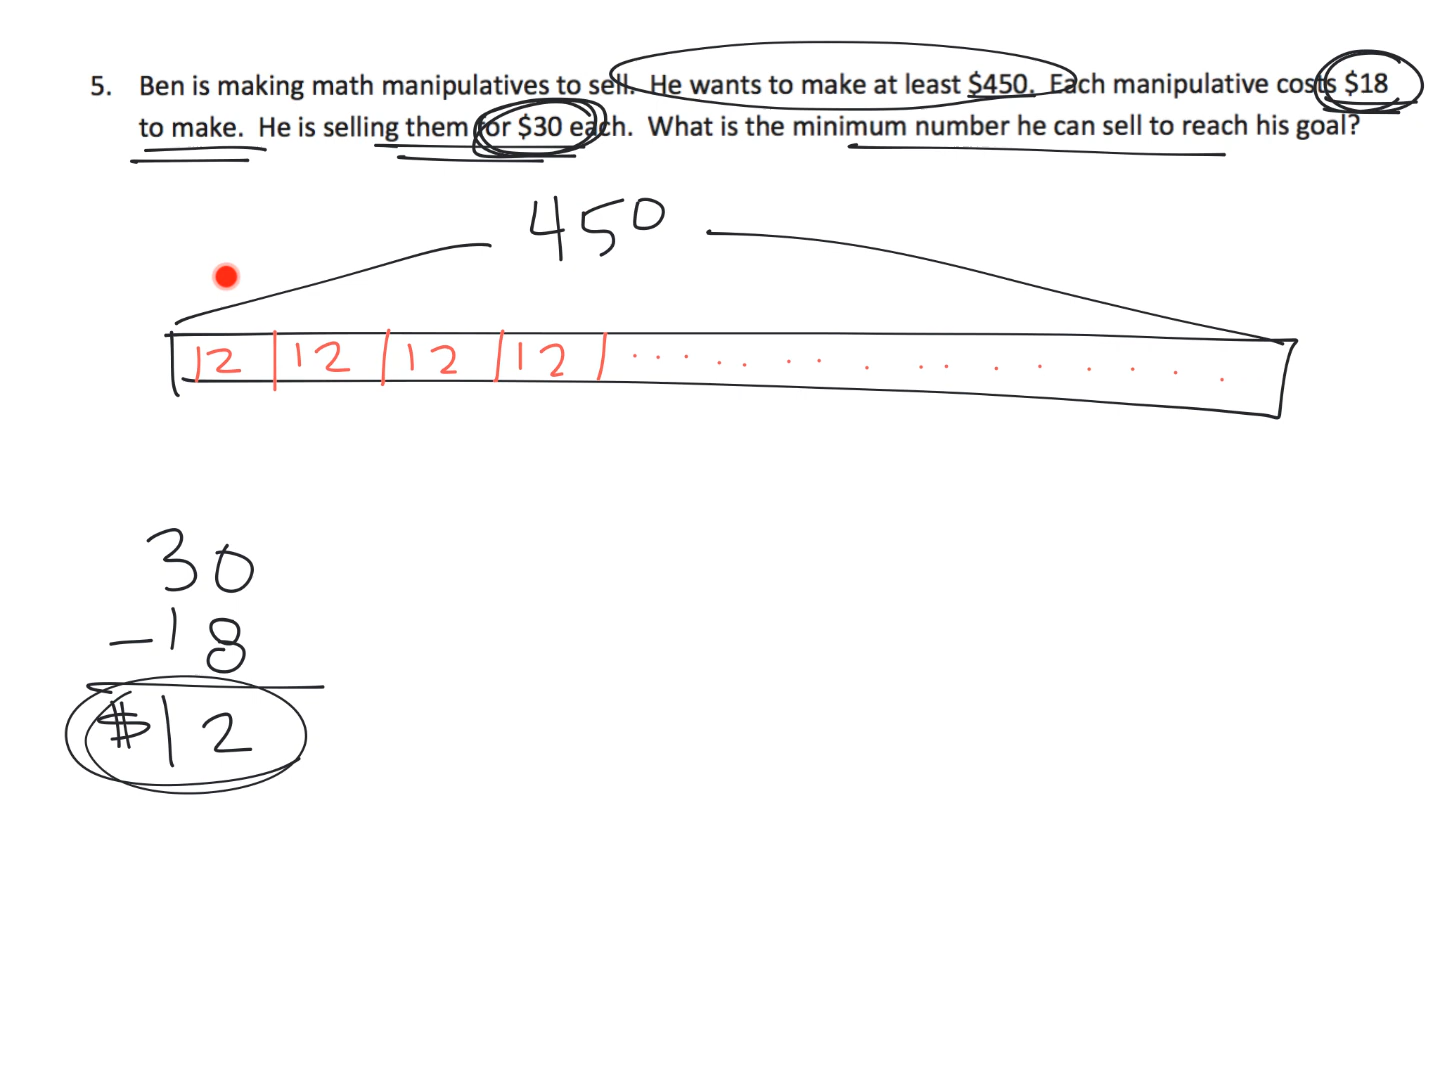 5. Ben is making math manipulatives to sell. He wants to make at least $450. Each manipulative costs $18
to make. He is selling them for $30 each. What is the minimum number he can sell to reach his goal?
450
12 12 12 12 . . . . . . . . . . . . . . . .
30
-18
$12